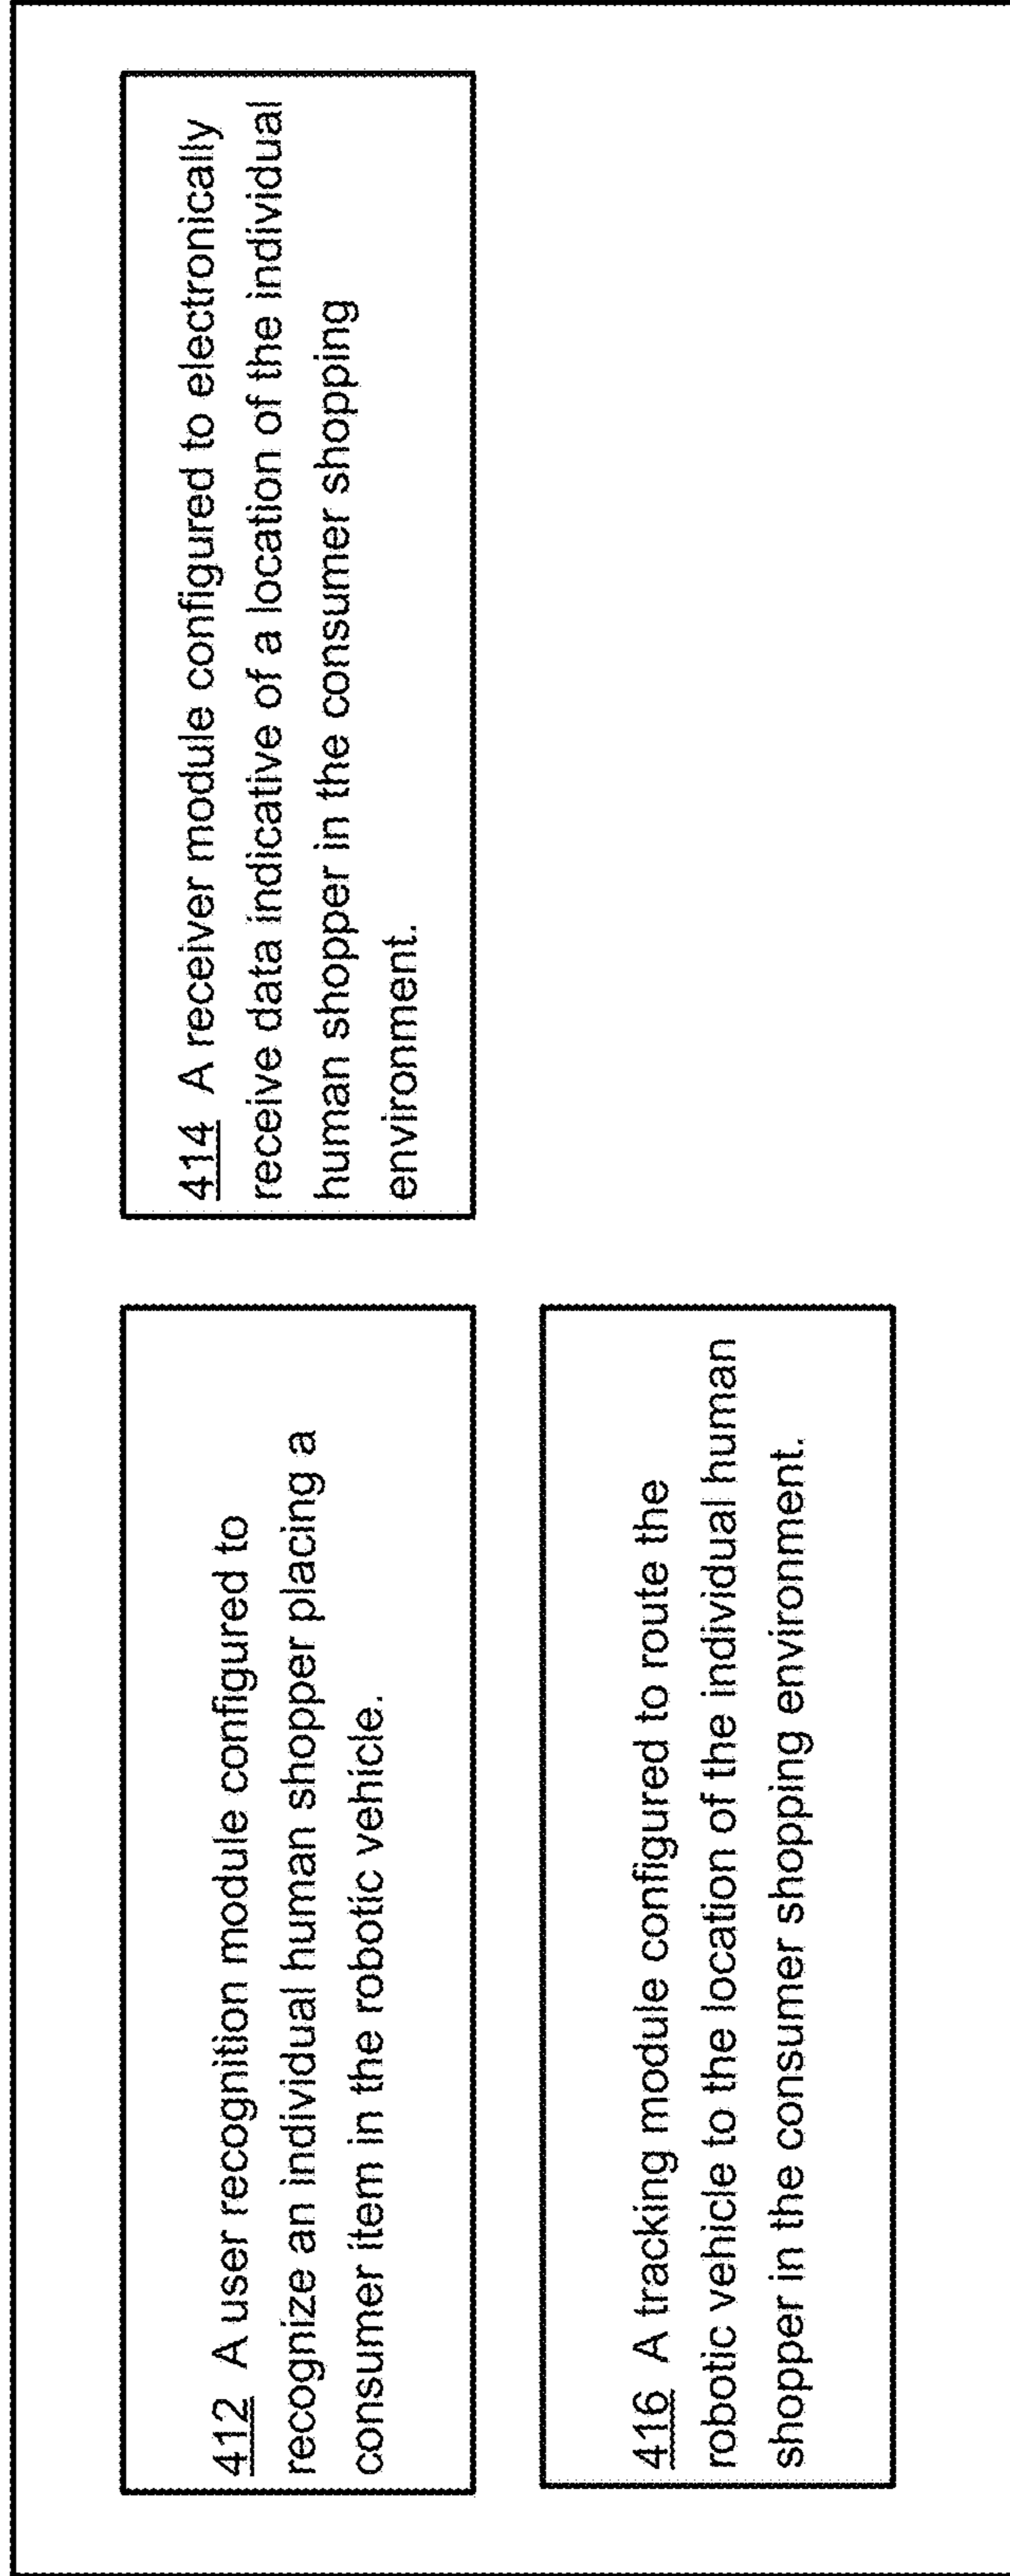 412 A user recognition module configured to
recognize an individual human shopper placing a
consumer item in the robotic vehicle.
414 A receiver module configured to electronically
receive data indicative of a location of the individual
human shopper in the consumer shopping
environment.
416 A tracking module configured to route the
robotic vehicle to the location of the individual human
shopper in the consumer shopping environment.